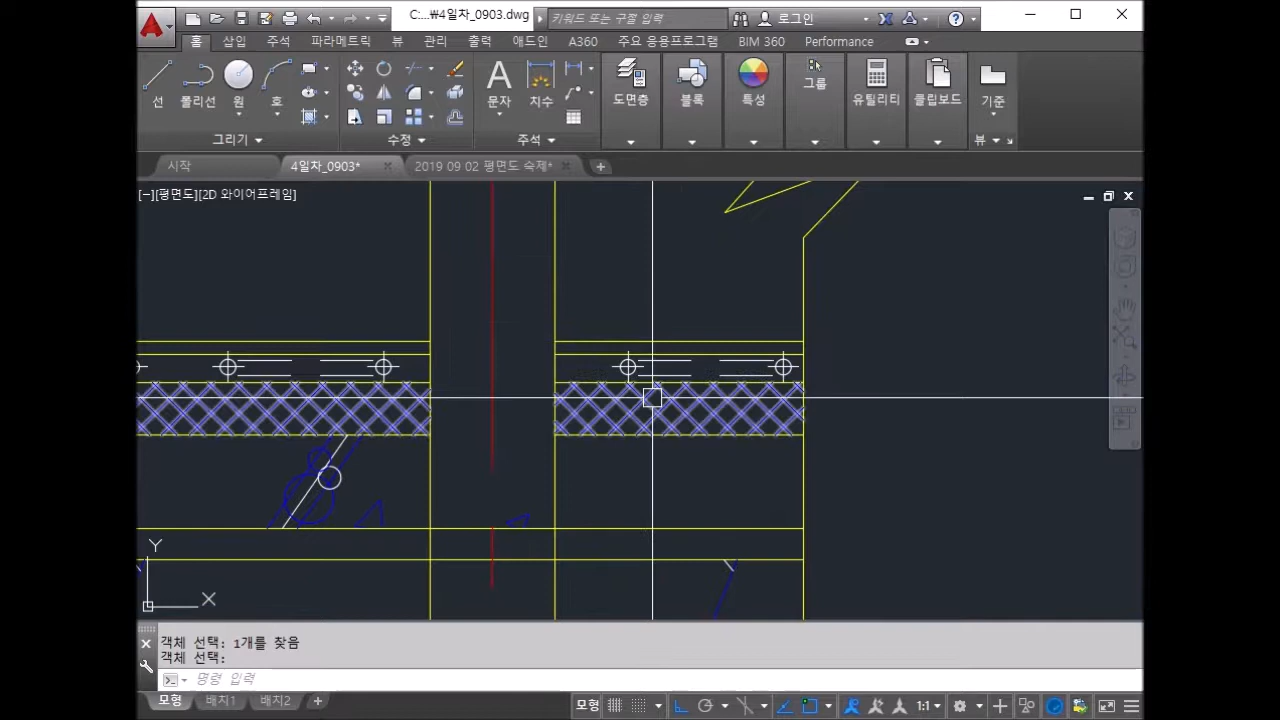 C:...₩4일차_0903.dwg
키워드 또는 구절 입력
로그인
홈 삽입 주석 파라메트릭 뷰 관리 출력 애드인 A360 주요 응용프로그램 BIM 360 Performance
선 폴리선 원 호 문자 치수 도면층 블록 특성 그룹 유틸리티 클립보드 기준
그리기 수정 주석 뷰
시작 4일차_0903* 2019 09 02 평면도 숙제*
[−][평면도][2D 와이어프레임]
Y
X
객체 선택: 1개를 찾음
객체 선택:
명령 입력
모형 배치1 배치2 모형 1:1